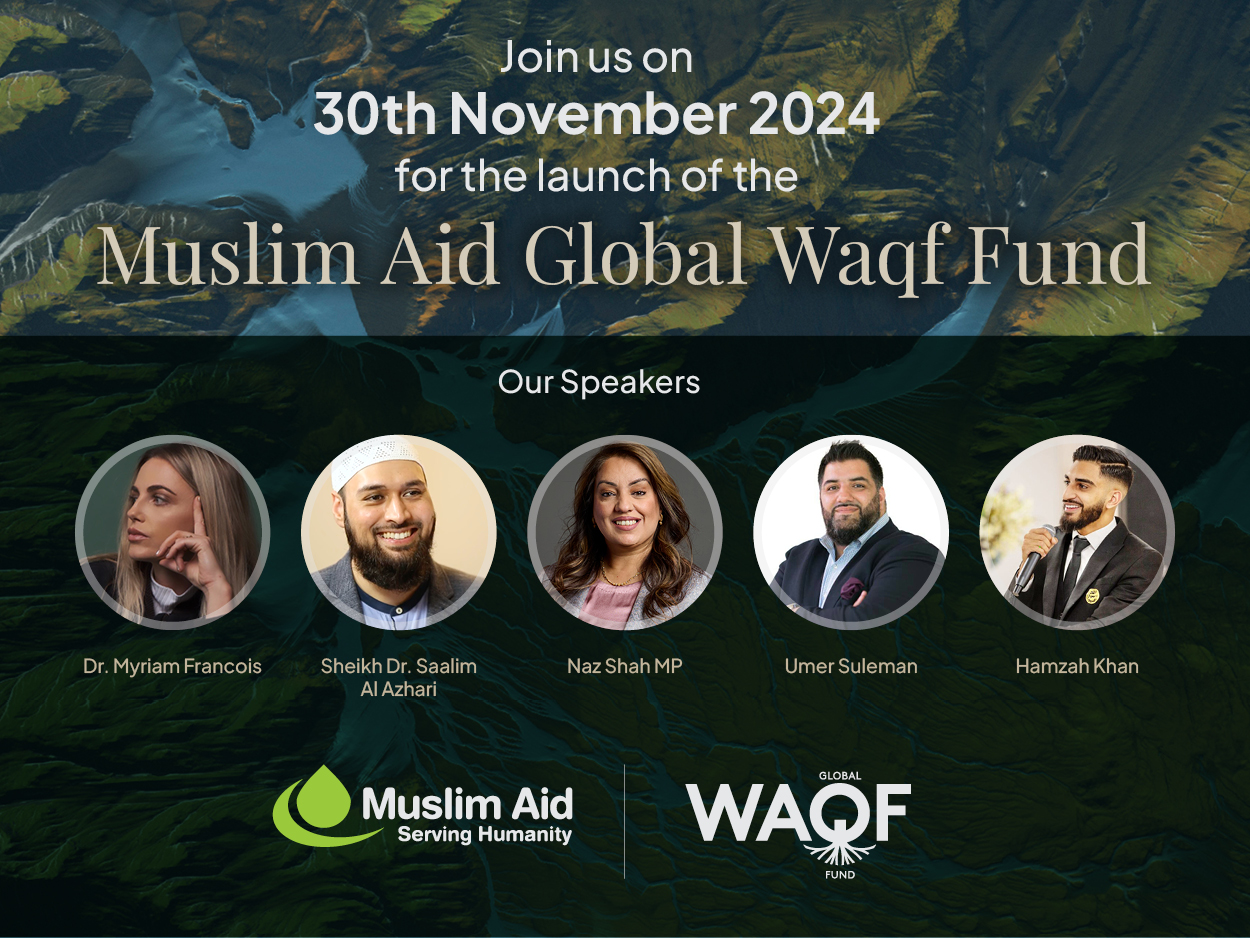 Join us on
30th November 2024
for the launch of the
Muslim Aid Global Waqf Fund
Our Speakers
Dr. Myriam Francois
Sheikh Dr. Saalim
Al Azhari
Naz Shah MP
Umer Suleman
Hamzah Khan
Muslim Aid
Serving Humanity
GLOBAL
WAQF
FUND